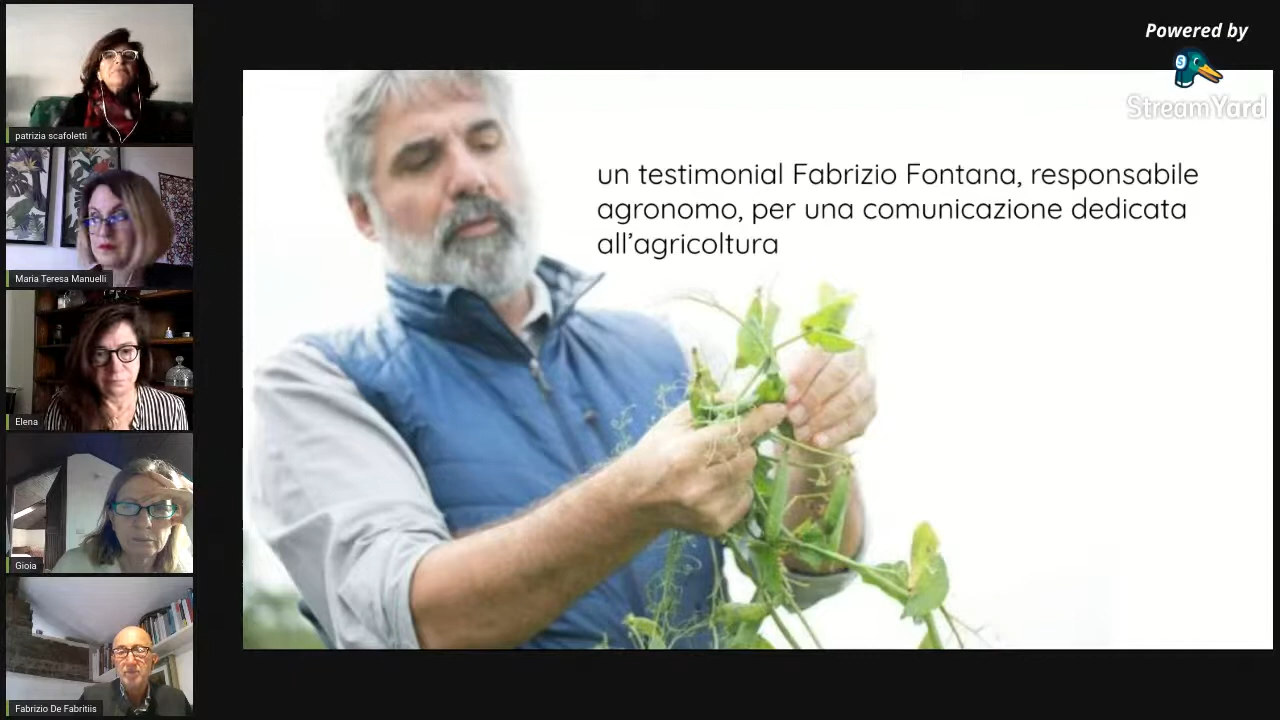 Powered by
StreamYard
patrizia scafoletti
Maria Teresa Manuelli
Elena
Gioia
Fabrizio De Fabritiis
un testimonial Fabrizio Fontana, responsabile
agronomo, per una comunicazione dedicata
all’agricoltura